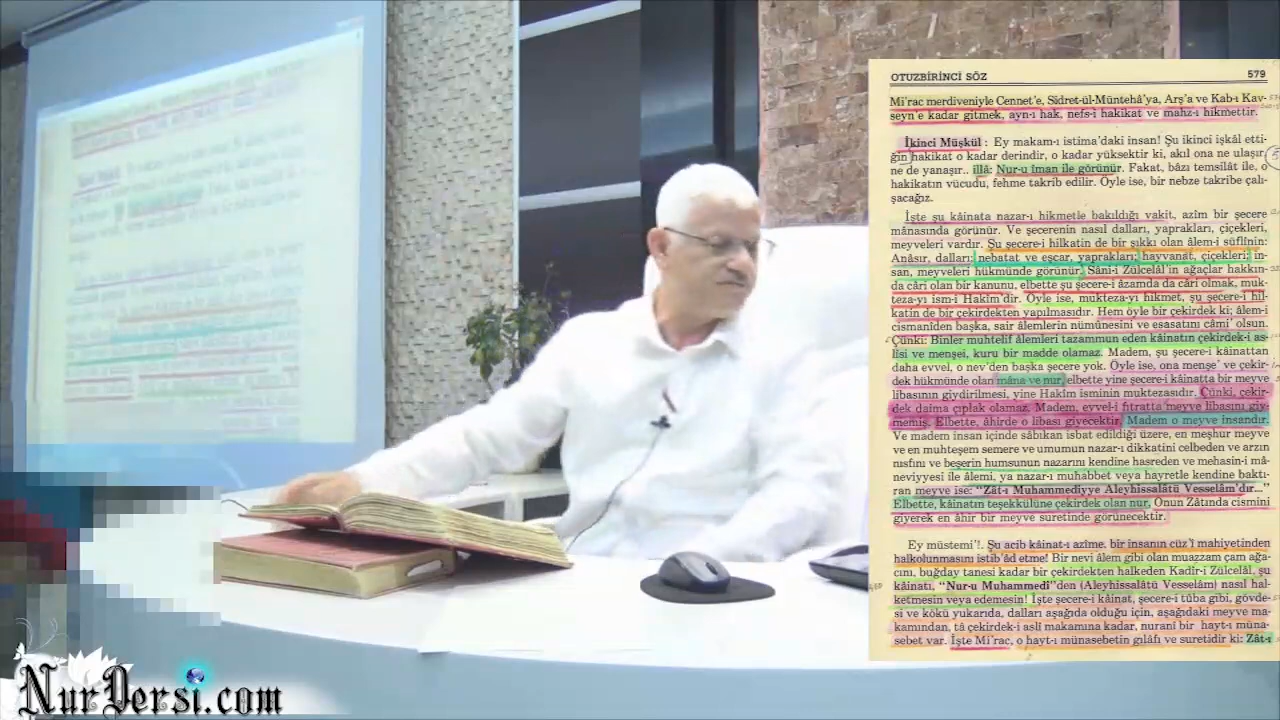 OTUZBİRİNCİ SÖZ 579
Mi'rac merdiveniyle Cennet'e, Sidret-ül-Müntehâ'ya, Arş'a ve Kab-ı Kav-
seyn'e kadar gitmek, ayn-ı hak, nefs-i hakikat ve mahz-ı hikmettir.
İkinci Müşkül : Ey makam-ı istima'daki insan! Şu ikinci işkâl etti-
ğin hakikat o kadar derindir, o kadar yüksektir ki, akıl ona ne ulaşır,
ne de yanaşır.. illâ: Nur-u îman ile görünür. Fakat, bâzı temsilât ile, o
hakikatın vücudu, fehme takrib edilir. Öyle ise, bir nebze takribe çalı-
şacağız.
İşte şu kâinata nazar-ı hikmetle bakıldığı vakit, azîm bir şecere
mânasında görünür. Ve şecerenin nasıl dalları, yaprakları, çiçekleri,
meyveleri vardır. Şu şecere-i hilkatin de bir şıkkı olan âlem-i süflînin:
Anâsır, dalları; nebatat ve eşcar, yaprakları; hayvanat, çiçekleri; in-
san, meyveleri hükmünde görünür. Sâni-i Zülcelâl'in ağaçlar hakkın-
da câri olan bir kanunu, elbette şu şecere-i âzamda da câri olmak, muk-
teza-yı ism-i Hakîm'dir. Öyle ise, mukteza-yı hikmet, şu şecere-i hil-
katin de bir çekirdekten yapılmasıdır. Hem öyle bir çekirdek ki; âlem-i
cismanîden başka, sair âlemlerin nümûnesini ve esasatını câmi' olsun.
Çünki: Binler muhtelif âlemleri tazammun eden kâinatın çekirdek-i as-
lîsi ve menşei, kuru bir madde olamaz. Madem, şu şecere-i kâinattan
daha evvel, o nev'den başka şecere yok. Öyle ise, ona menşe' ve çekir-
dek hükmünde olan mâna ve nur, elbette yine şecere-i kâinatta bir meyve
libasının giydirilmesi, yine Hakîm isminin muktezasıdır. Çünki, çekir-
dek daima çıplak olamaz. Madem, evvel-i fıtratta meyve libasını giy-
memiş. Elbette, âhirde o libası giyecektir. Madem o meyve insandır.
Ve madem insan içinde sâbıkan isbat edildiği üzere, en meşhur meyve
ve en muhteşem semere ve umumun nazar-ı dikkatini celbeden ve arzın
nısfını ve beşerin humsunun nazarını kendine hasreden ve mehasin-i mâ-
neviyyesi ile âlemi, ya nazar-ı muhabbet veya hayretle kendine baktı-
ran meyve ise: "Zât-ı Muhammediyye Aleyhissalâtü Vesselâm'dır..."
Elbette, kâinatın teşekkülüne çekirdek olan nur, Onun Zâtında cismini
giyerek en âhir bir meyve suretinde görünecektir.
Ey müstemi'!. Şu acib kâinat-ı azîme, bir insanın cüz'î mahiyetinden
halkolunmasını istib'âd etme! Bir nevi âlem gibi olan muazzam çam ağa-
cını, buğday tanesi kadar bir çekirdekten halkeden Kadîr-i Zülcelâl, şu
kâinatı, "Nur-u Muhammedî"den (Aleyhissalâtü Vesselâm) nasıl hal-
ketmesin veya edemesin! İşte şecere-i kâinat, şecere-i tûba gibi, gövde-
si ve kökü yukarıda, dalları aşağıda olduğu için, aşağıdaki meyve ma-
kamından, tâ çekirdek-i aslî makamına kadar, nuranî bir hayt-ı müna-
sebet var. İşte Mi'rac, o hayt-ı münasebetin gılâfı ve suretidir ki: Zât-ı
NurDersi.com